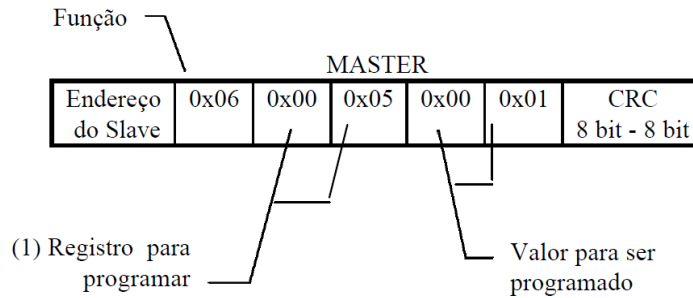 Função
MASTER
Endereço do Slave
0x06
0x00
0x05
0x00
0x01
CRC
8 bit - 8 bit
(1) Registro para
programar
Valor para ser
programado